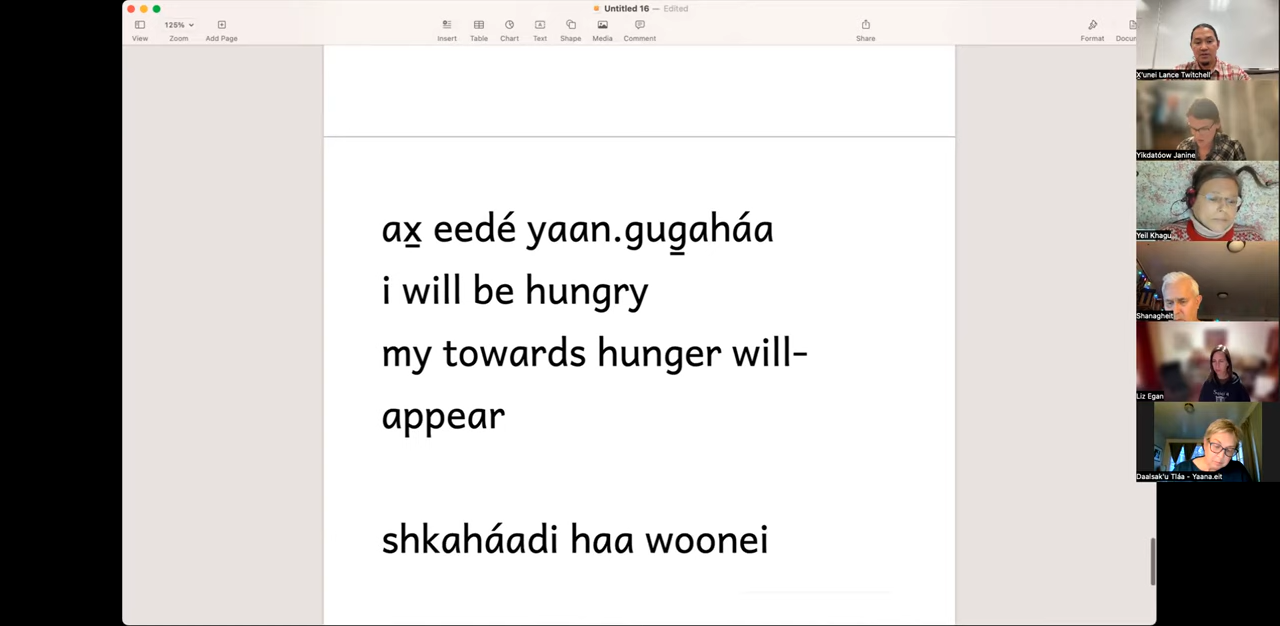 Untitled 16 — Edited
125%
View
Zoom
Add Page
Insert
Table
Chart
Text
Shape
Media
Comment
Share
Format
Docum
ax̱ eedé yaan.gug̱aháa
i will be hungry
my towards hunger will-
appear
shkaháadi haa woonei
X̱'unei Lance Twitchell
Yikdatóow Janine
Yeil Khagu
Shanagheit
Liz Egan
Daalsak'u Tláa - Yaana.eit